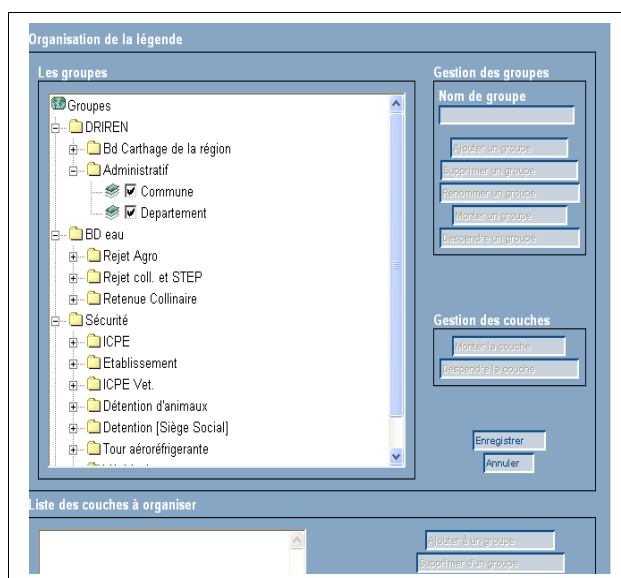 Organisation de la légende
Les groupes
Groupes
DRIREN
Bd Carthage de la région
Administratif
Commune
Departement
BD eau
Rejet Agro
Rejet coll. et STEP
Retenue Collinaire
Sécurité
ICPE
Etablissement
ICPE Vet.
Détention d'animaux
Detention [Siège Social]
Tour aéroréfrigerante
Gestion des groupes
Nom de groupe
Ajouter un groupe
Supprimer un groupe
Renommer un groupe
Monter un groupe
Descendre un groupe
Gestion des couches
Monter la couche
Descendre la couche
Enregistrer
Annuler
Liste des couches à organiser
Ajouter à un groupe
Supprimer d'un groupe